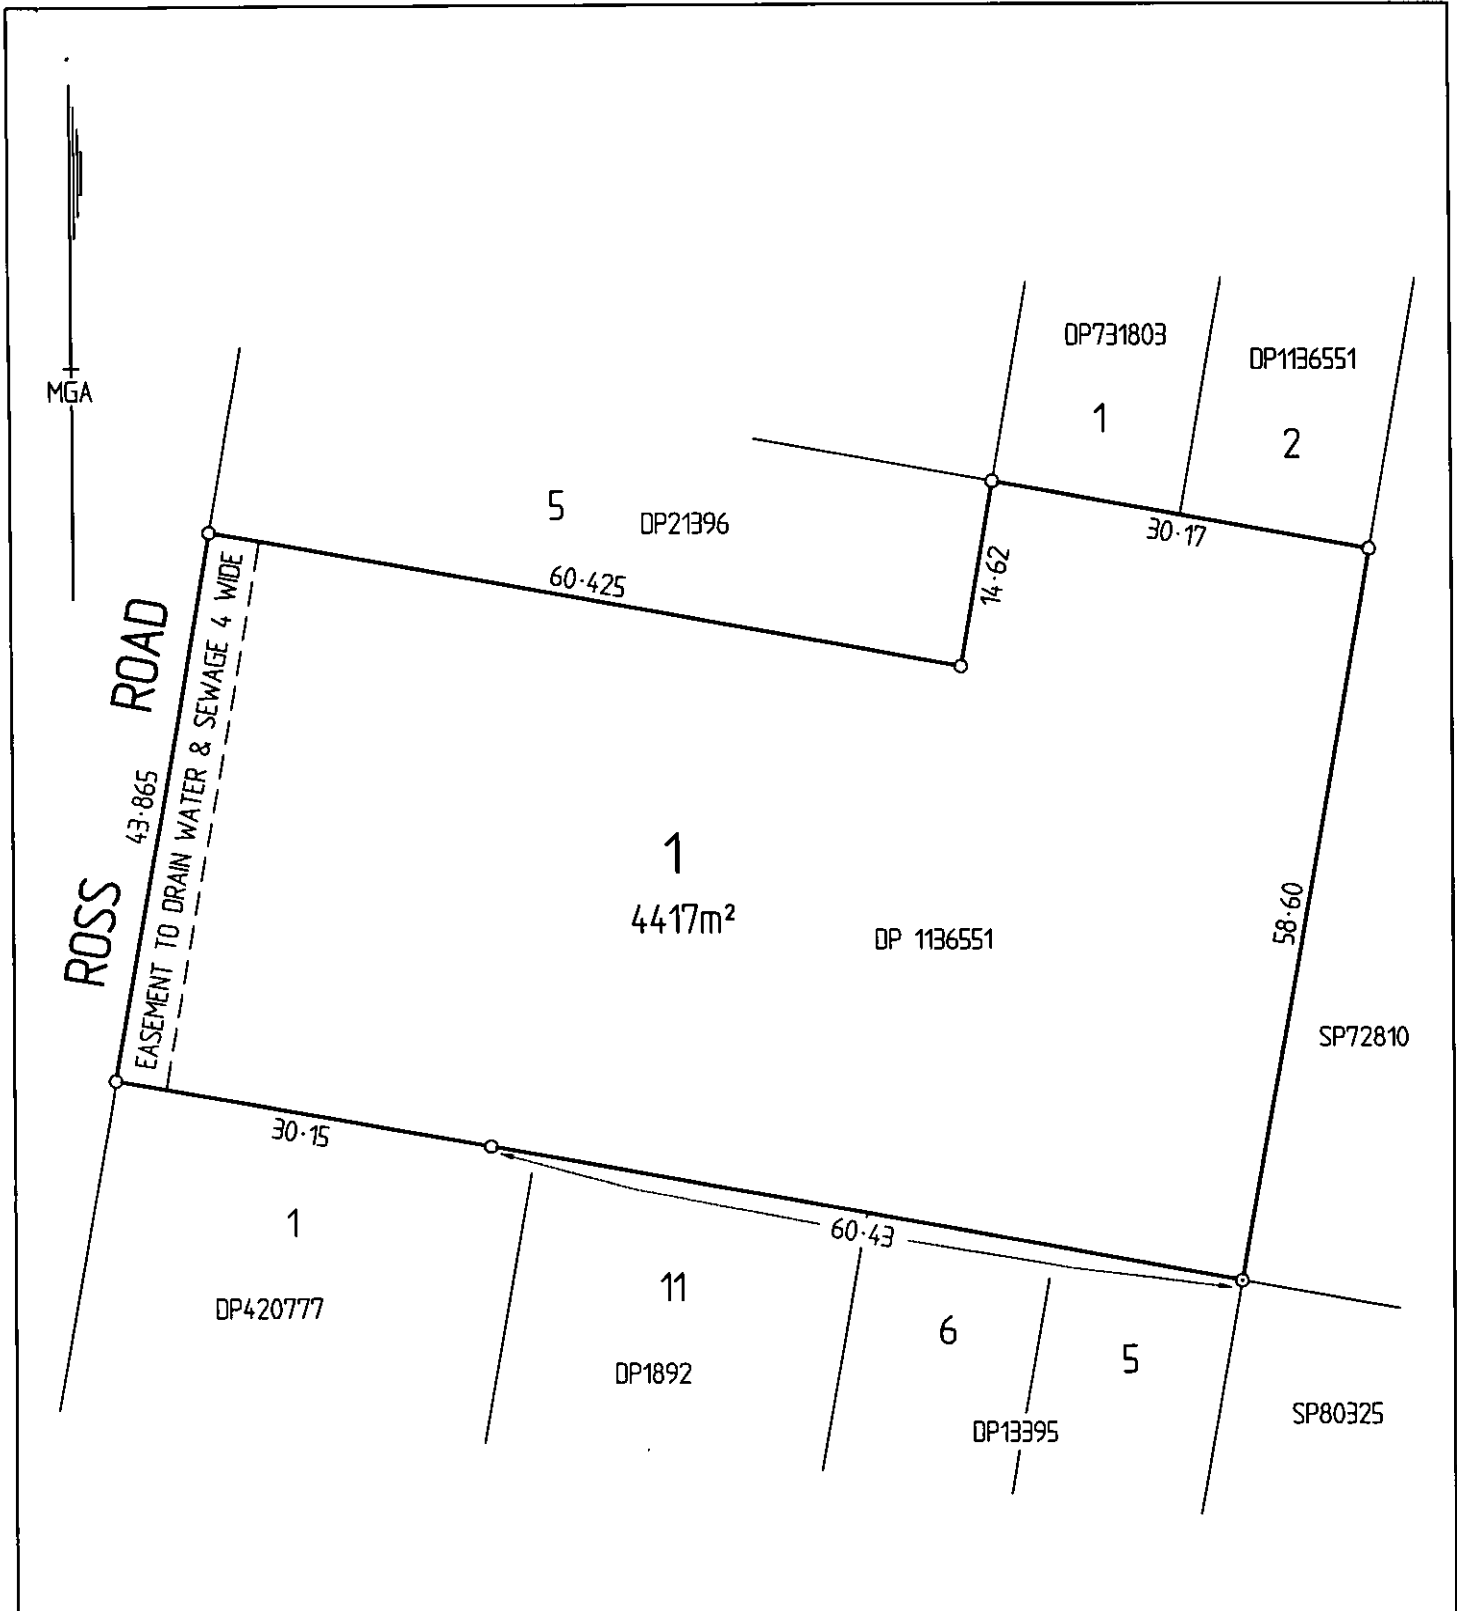 MGA
DP731803
1
DP1136551
2
5
DP21396
30·17
14·62
60·425
ROSS ROAD
43·865
EASEMENT TO DRAIN WATER & SEWAGE 4 WIDE
1
4417m²
DP 1136551
58·60
SP72810
30·15
60·43
1
DP420777
11
DP1892
6
5
DP13395
SP80325